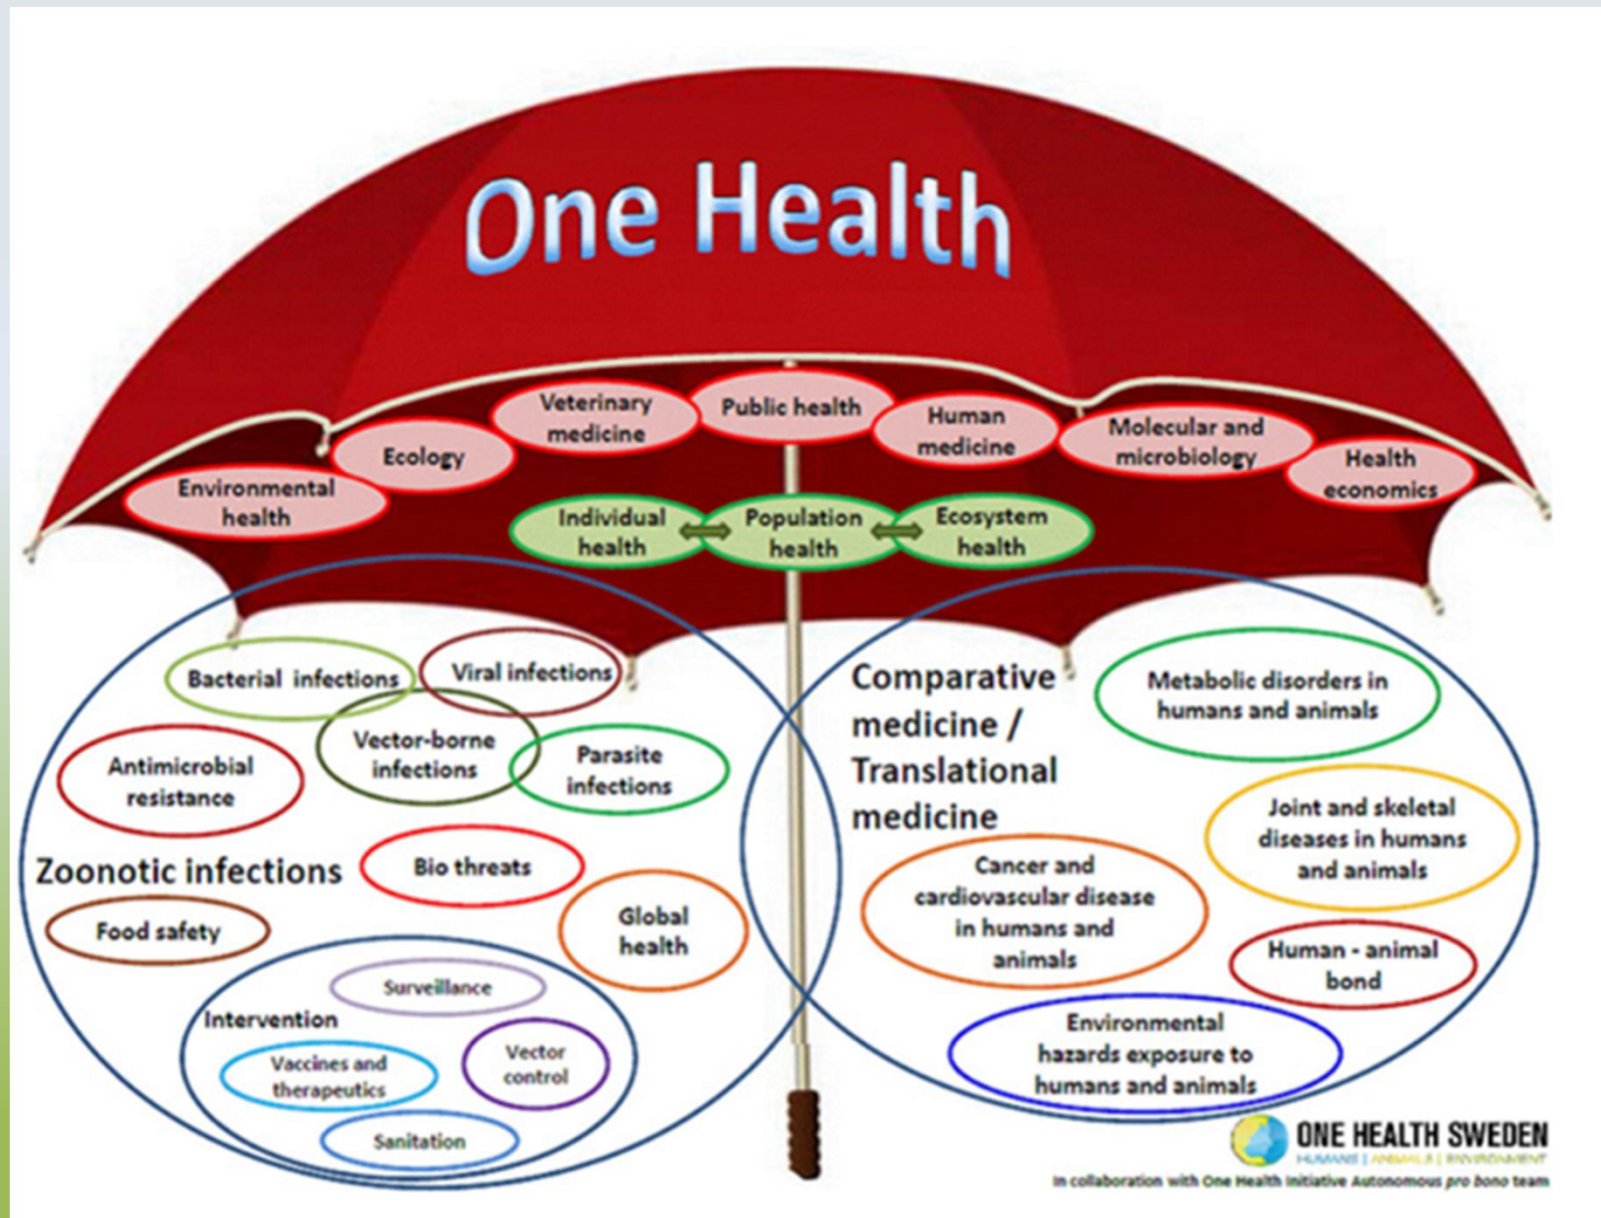 One Health
Public health
Veterinary
medicine
Human
medicine
Ecology
Molecular and
microbiology
Environmental
health
Health
economics
Individual
health
Population
health
Ecosystem
health
Bacterial infections
Viral infections
Vector-borne
infections
Parasite
infections
Antimicrobial
resistance
Zoonotic infections
Bio threats
Food safety
Global
health
Surveillance
Intervention
Vaccines and
therapeutics
Vector
control
Sanitation
Comparative
medicine /
Translational
medicine
Metabolic disorders in
humans and animals
Joint and skeletal
diseases in humans
and animals
Cancer and
cardiovascular disease
in humans and
animals
Human - animal
bond
Environmental
hazards exposure to
humans and animals
ONE HEALTH SWEDEN
HUMANS | ANIMALS | ENVIRONMENT
In collaboration with One Health Initiative Autonomous pro bono team